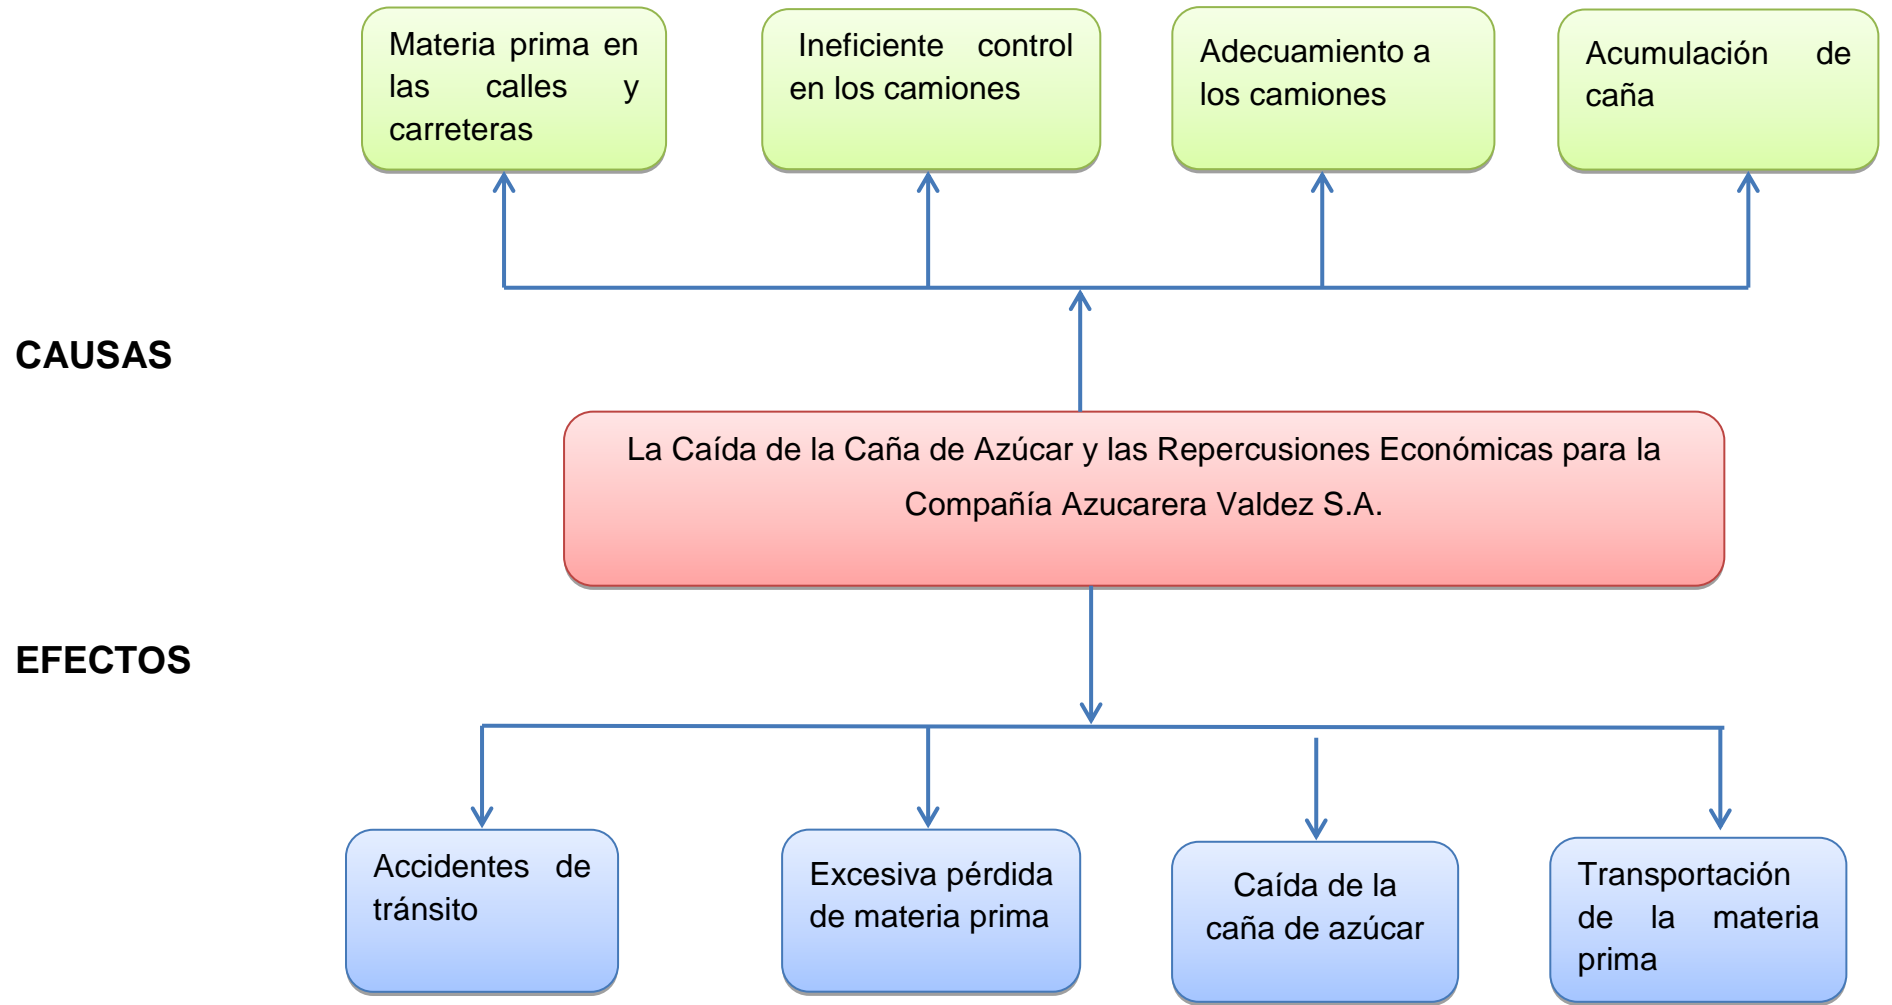 Materia prima en
las calles y
carreteras
Ineficiente control
en los camiones
Adecuamiento a
los camiones
Acumulación de
caña
CAUSAS
La Caída de la Caña de Azúcar y las Repercusiones Económicas para la
Compañía Azucarera Valdez S.A.
EFECTOS
Accidentes de
tránsito
Excesiva pérdida
de materia prima
Caída de la
caña de azúcar
Transportación
de la materia
prima